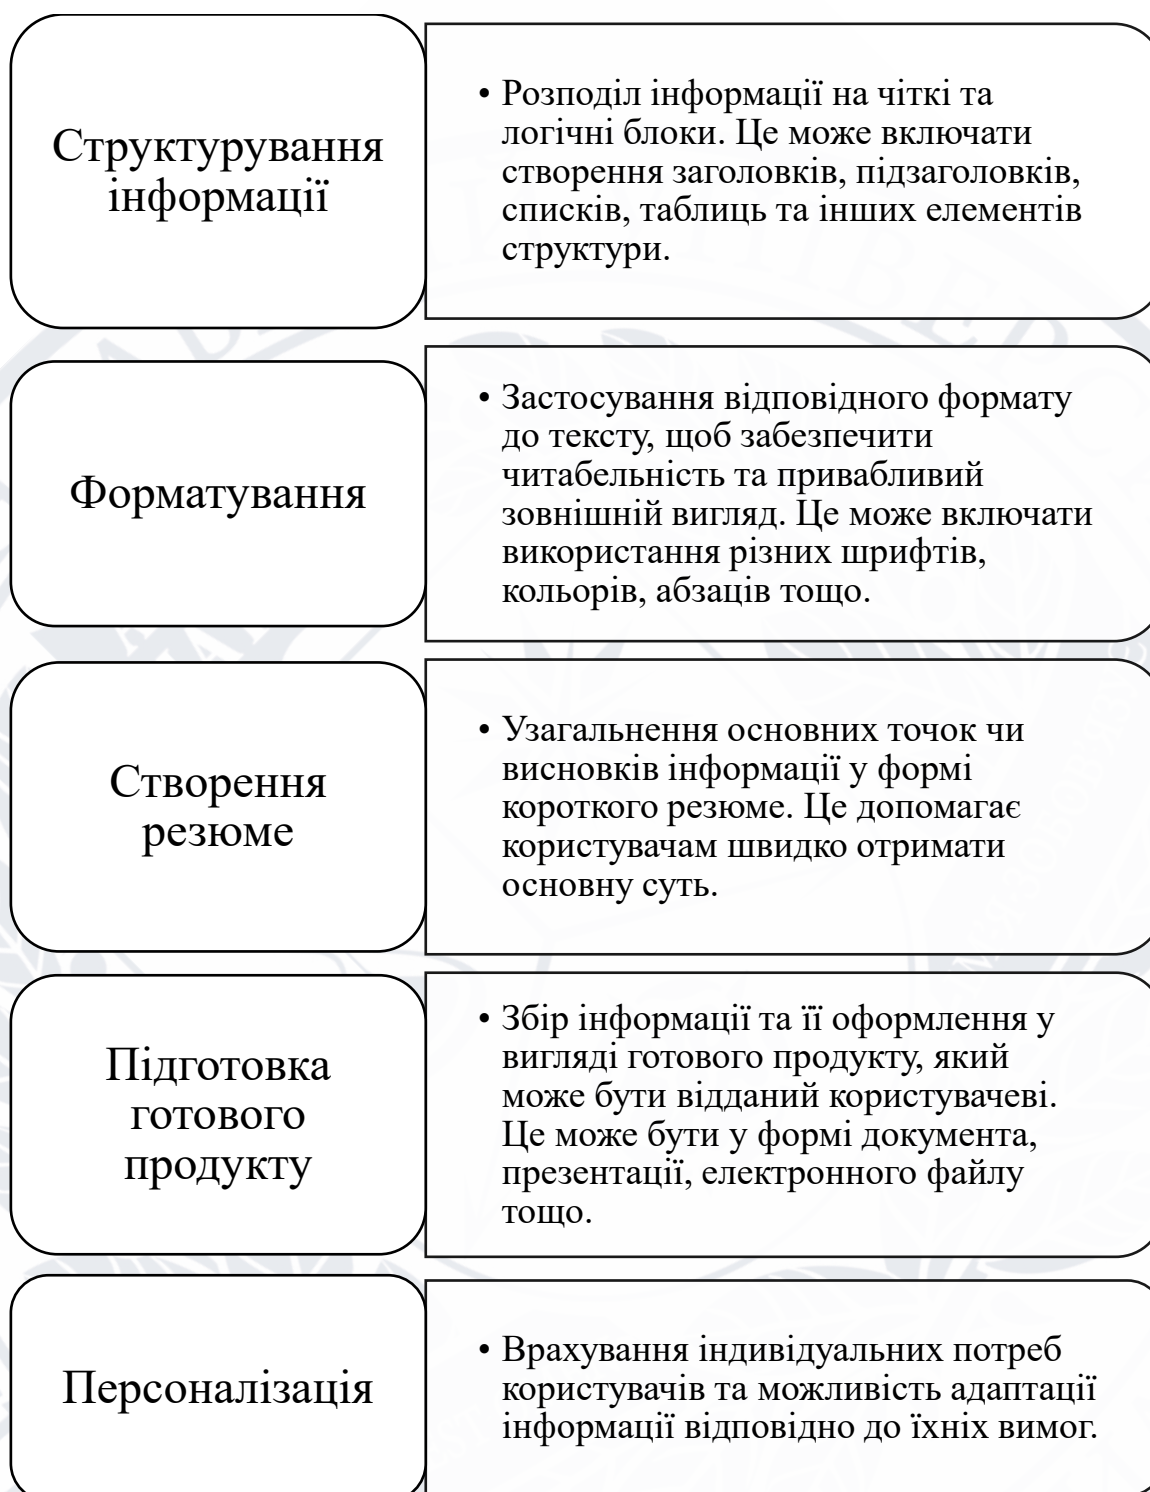 Структурування
інформації
• Розподіл інформації на чіткі та
логічні блоки. Це може включати
створення заголовків, підзаголовків,
списків, таблиць та інших елементів
структури.
Форматування
• Застосування відповідного формату
до тексту, щоб забезпечити
читабельність та привабливий
зовнішній вигляд. Це може включати
використання різних шрифтів,
кольорів, абзаців тощо.
Створення
резюме
• Узагальнення основних точок чи
висновків інформації у формі
короткого резюме. Це допомагає
користувачам швидко отримати
основну суть.
Підготовка
готового
продукту
• Збір інформації та її оформлення у
вигляді готового продукту, який
може бути відданий користувачеві.
Це може бути у формі документа,
презентації, електронного файлу
тощо.
Персоналізація
• Врахування індивідуальних потреб
користувачів та можливість адаптації
інформації відповідно до їхніх вимог.